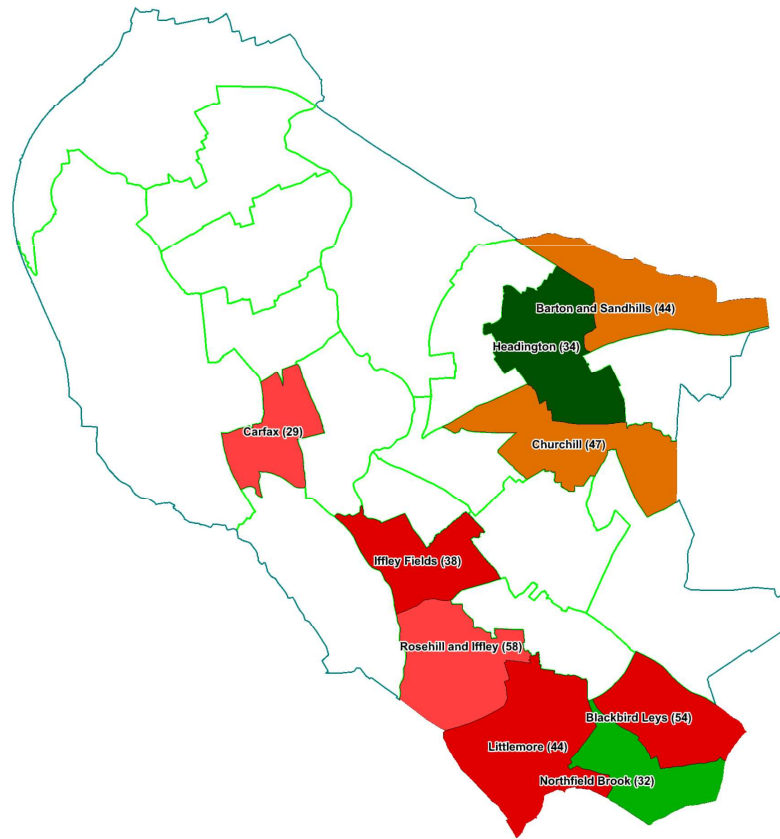 Barton and Sandhills (44)
Headington (34)
Carfax (29)
Churchill (47)
Iffley Fields (38)
Rosehill and Iffley (58)
Blackbird Leys (54)
Littlemore (44)
Northfield Brook (32)